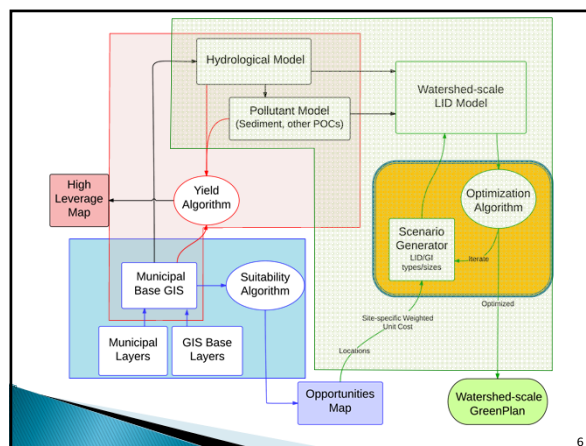 Hydrological Model
Pollutant Model
(Sediment, other POCs)
Watershed-scale
LID Model
High
Leverage
Map
Yield
Algorithm
Optimization
Algorithm
Scenario
Generator
LID/GI
types/sizes
Iterate
Municipal
Base GIS
Suitability
Algorithm
Optimized
Site-specific Weighted
Unit Cost
Municipal
Layers
GIS Base
Layers
Locations
Opportunities
Map
Watershed-scale
GreenPlan
6